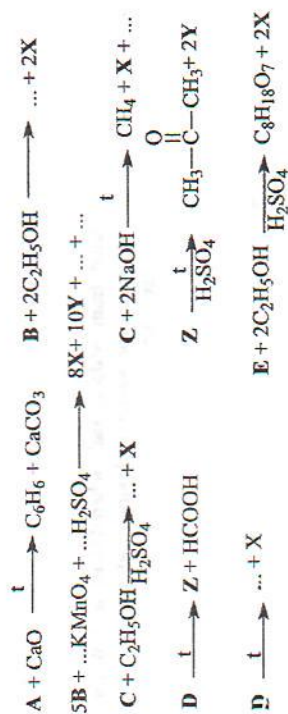 A + CaO →t C₆H₆ + CaCO₃
B + 2C₂H₅OH → ... + 2X
5B + ...KMnO₄ + ...H₂SO₄ → 8X + 10Y + ... + ...
C + C₂H₅OH →H₂SO₄ ... + X
C + 2NaOH →t CH₄ + X + ...
D →t Z + HCOOH
Z →t H₂SO₄ CH₃—C—CH₃ + 2Y
O
D →t ... + X
E + 2C₂H₅OH →H₂SO₄ C₈H₁₈O₇ + 2X